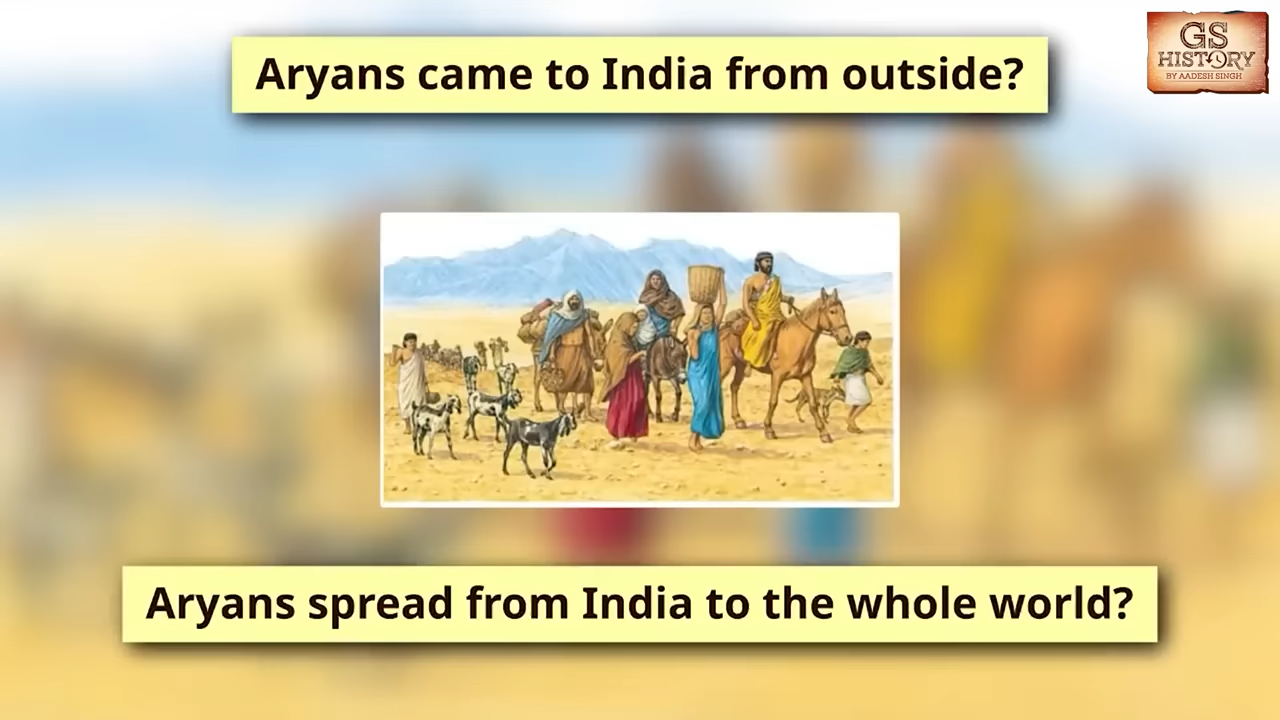 Aryans came to India from outside?
GS
HISTORY
BY AADESH SINGH
Aryans spread from India to the whole world?